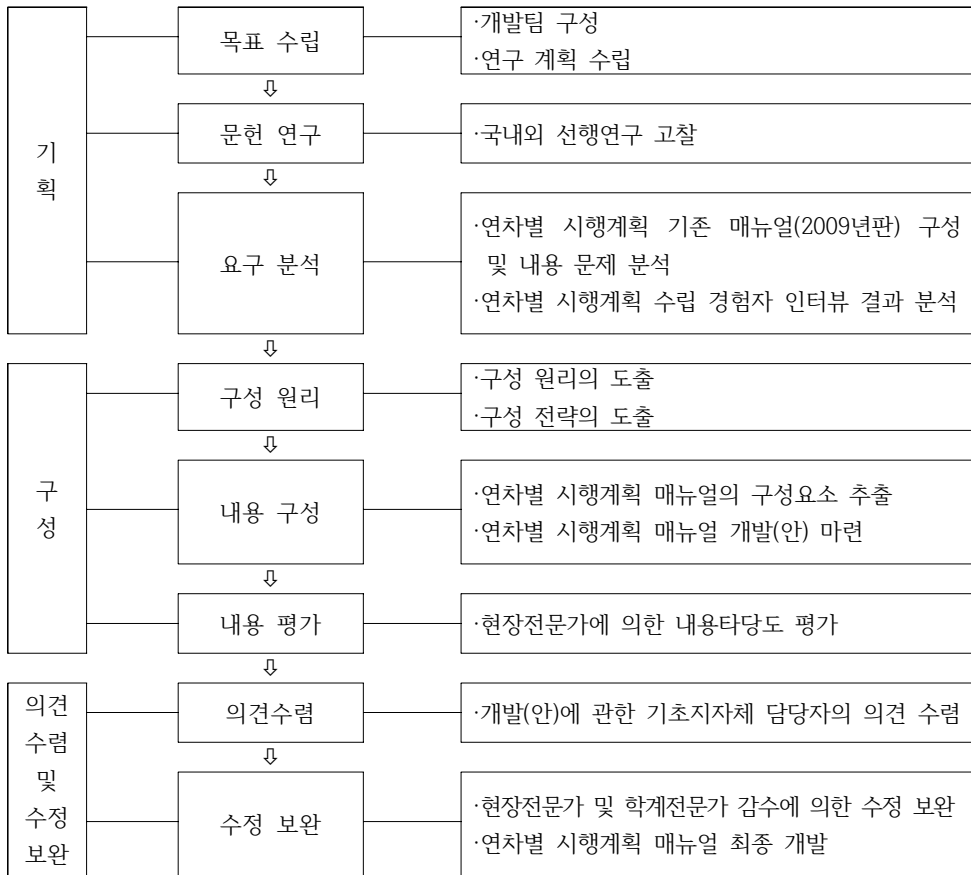 기
획
목표 수립
·개발팀 구성
·연구 계획 수립
⇩
문헌 연구
·국내외 선행연구 고찰
⇩
요구 분석
·연차별 시행계획 기존 매뉴얼(2009년판) 구성
및 내용 문제 분석
·연차별 시행계획 수립 경험자 인터뷰 결과 분석
⇩
구
성
구성 원리
·구성 원리의 도출
·구성 전략의 도출
⇩
내용 구성
·연차별 시행계획 매뉴얼의 구성요소 추출
·연차별 시행계획 매뉴얼 개발(안) 마련
⇩
내용 평가
·현장전문가에 의한 내용타당도 평가
⇩
의견
수렴
및
수정
보완
의견수렴
·개발(안)에 관한 기초지자체 담당자의 의견 수렴
⇩
수정 보완
·현장전문가 및 학계전문가 감수에 의한 수정 보완
·연차별 시행계획 매뉴얼 최종 개발